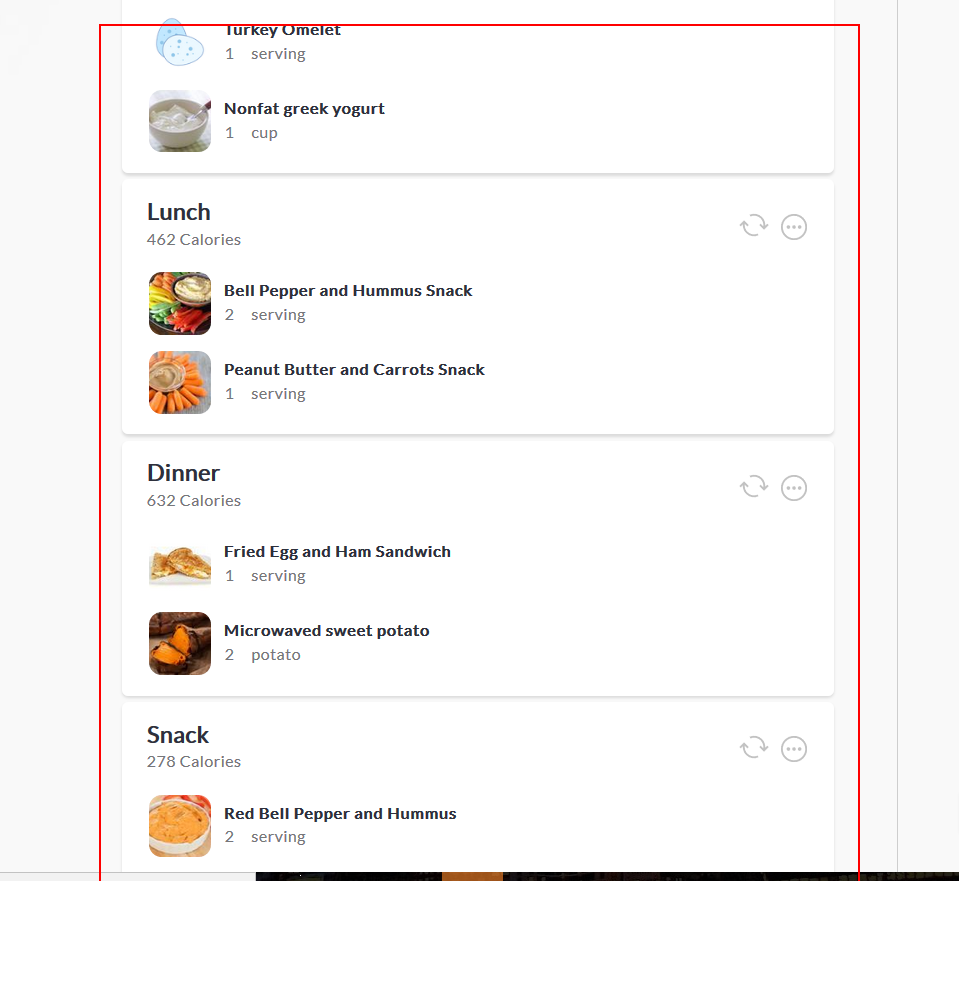 Turkey Omelet
1 serving
Nonfat greek yogurt
1 cup
Lunch
462 Calories
Bell Pepper and Hummus Snack
2 serving
Peanut Butter and Carrots Snack
1 serving
Dinner
632 Calories
Fried Egg and Ham Sandwich
1 serving
Microwaved sweet potato
2 potato
Snack
278 Calories
Red Bell Pepper and Hummus
2 serving